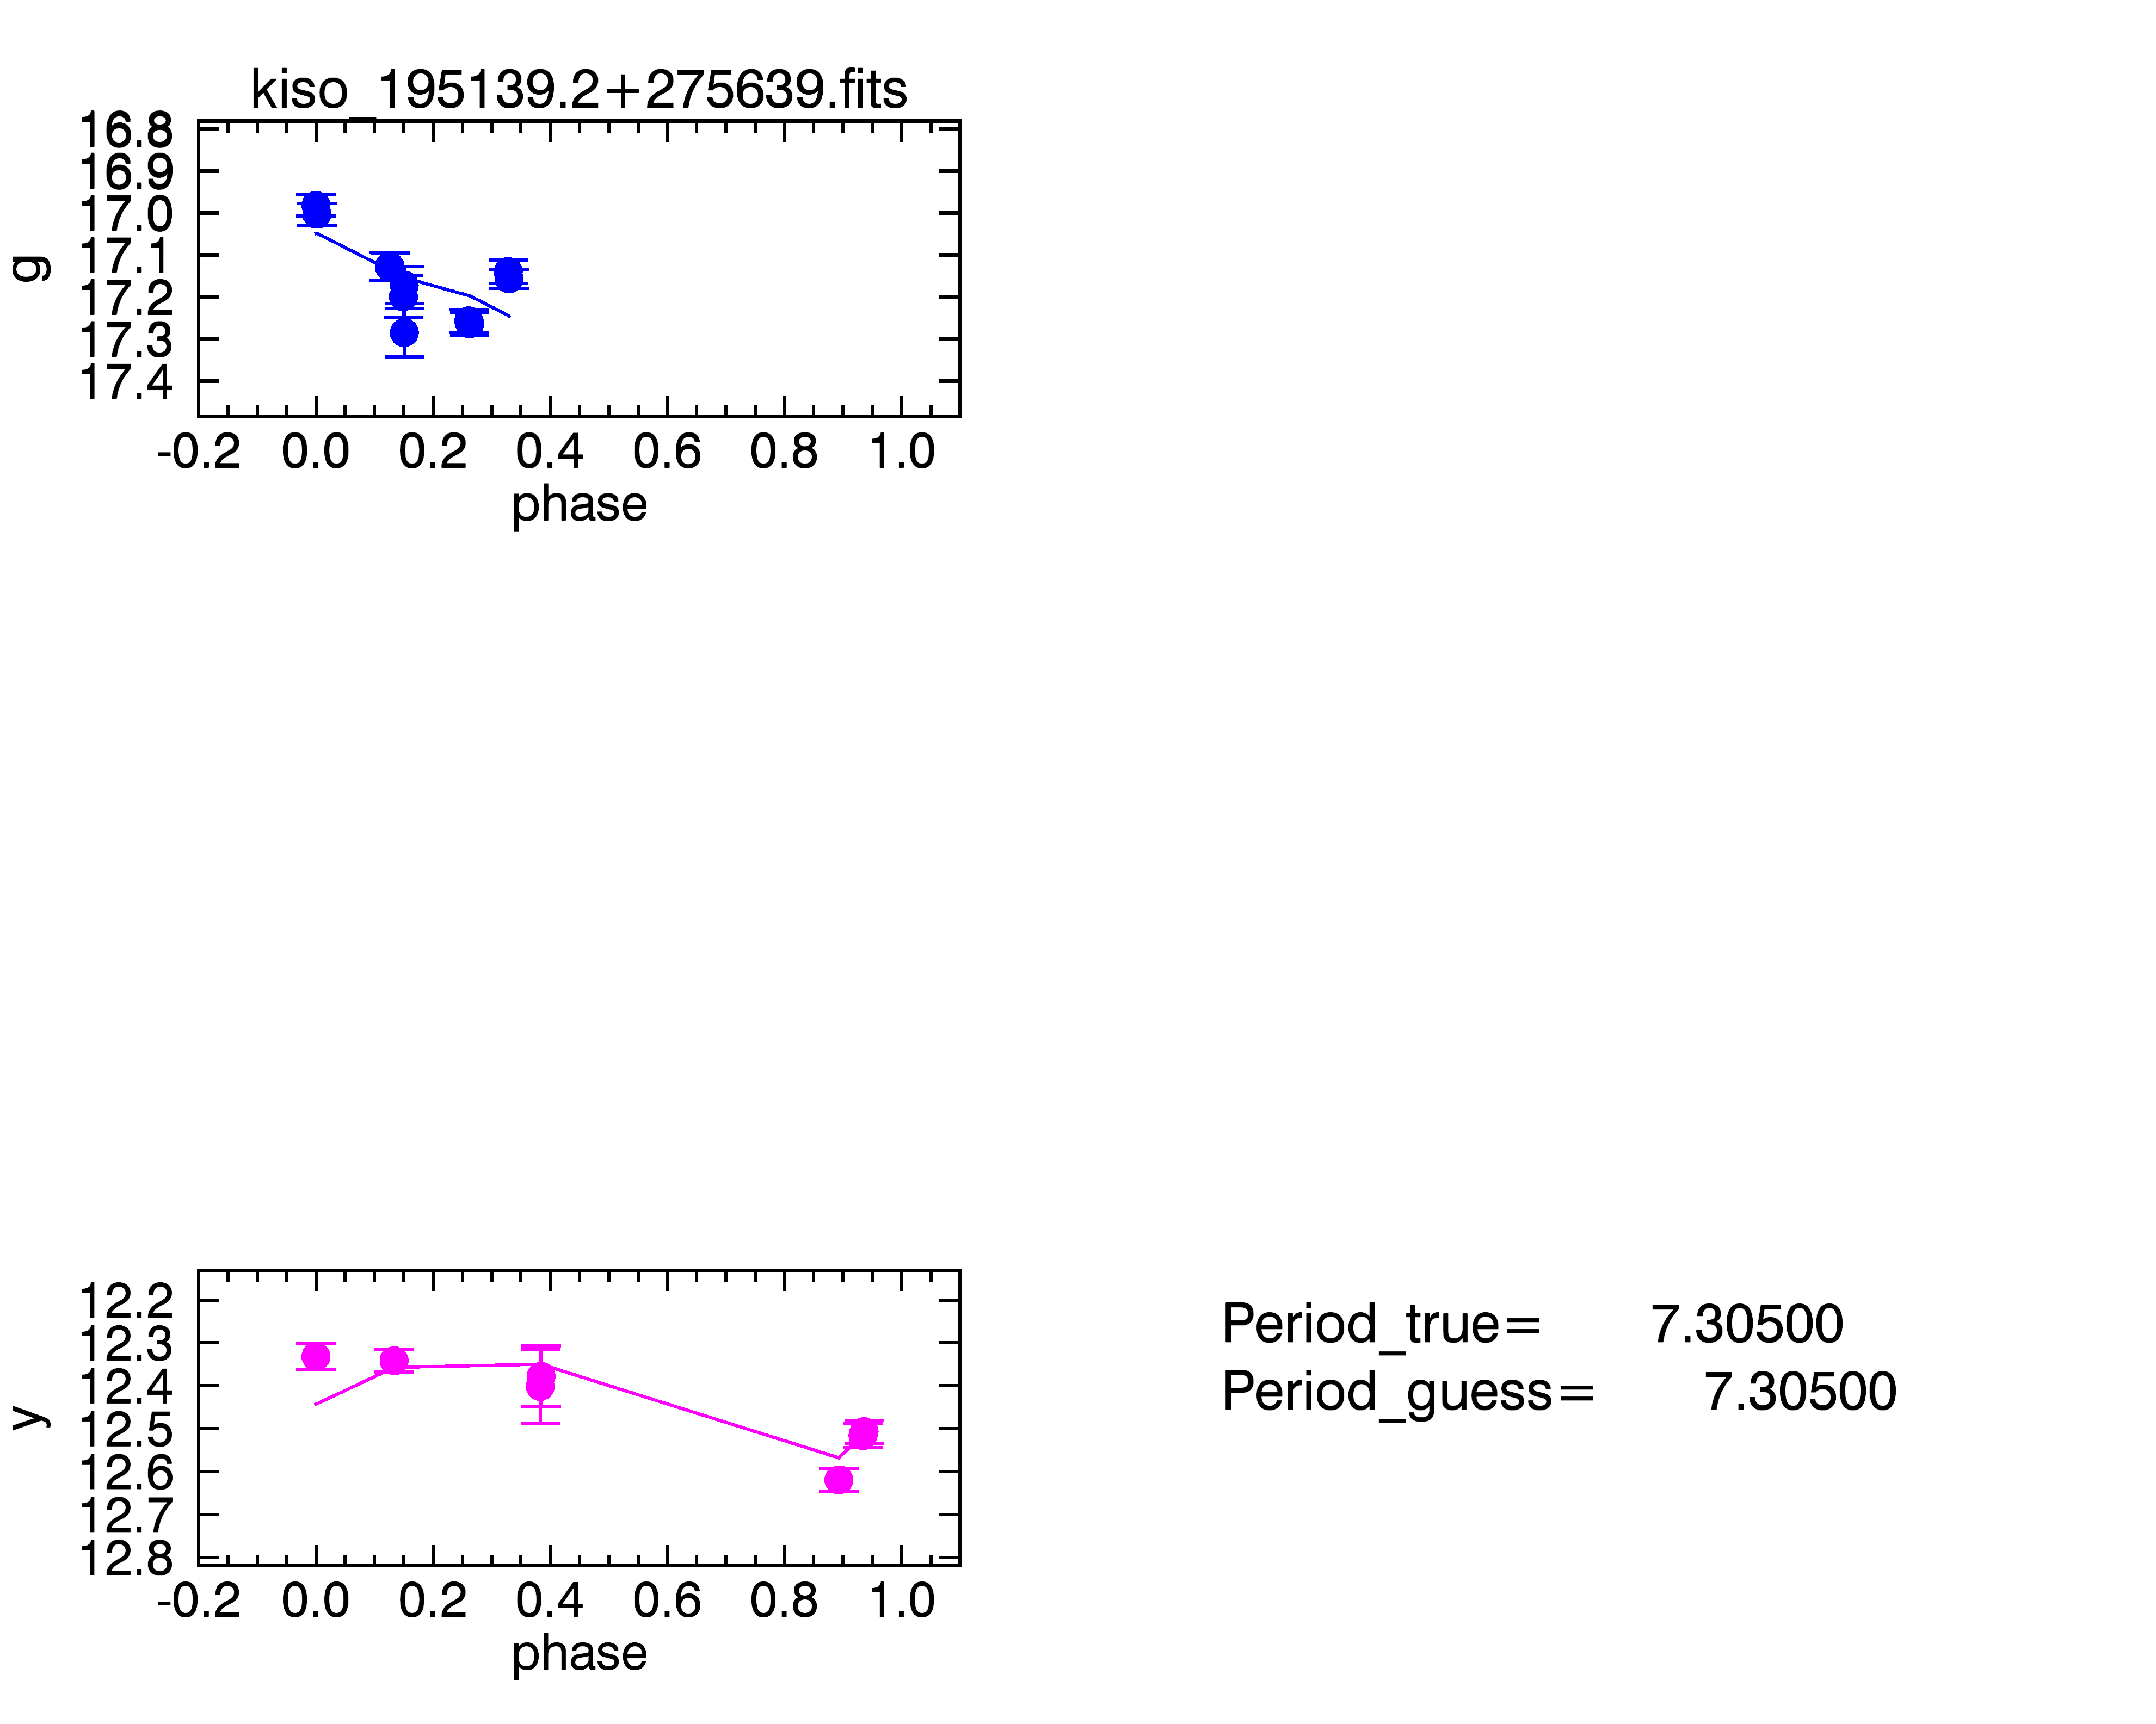 kiso_195139.2+275639.fits
16.8
16.9
17.0
17.1
17.2
17.3
17.4
g
-0.2 0.0 0.2 0.4 0.6 0.8 1.0
phase
12.2
12.3
12.4
12.5
12.6
12.7
12.8
y
-0.2 0.0 0.2 0.4 0.6 0.8 1.0
phase
Period_true= 7.30500
Period_guess= 7.30500